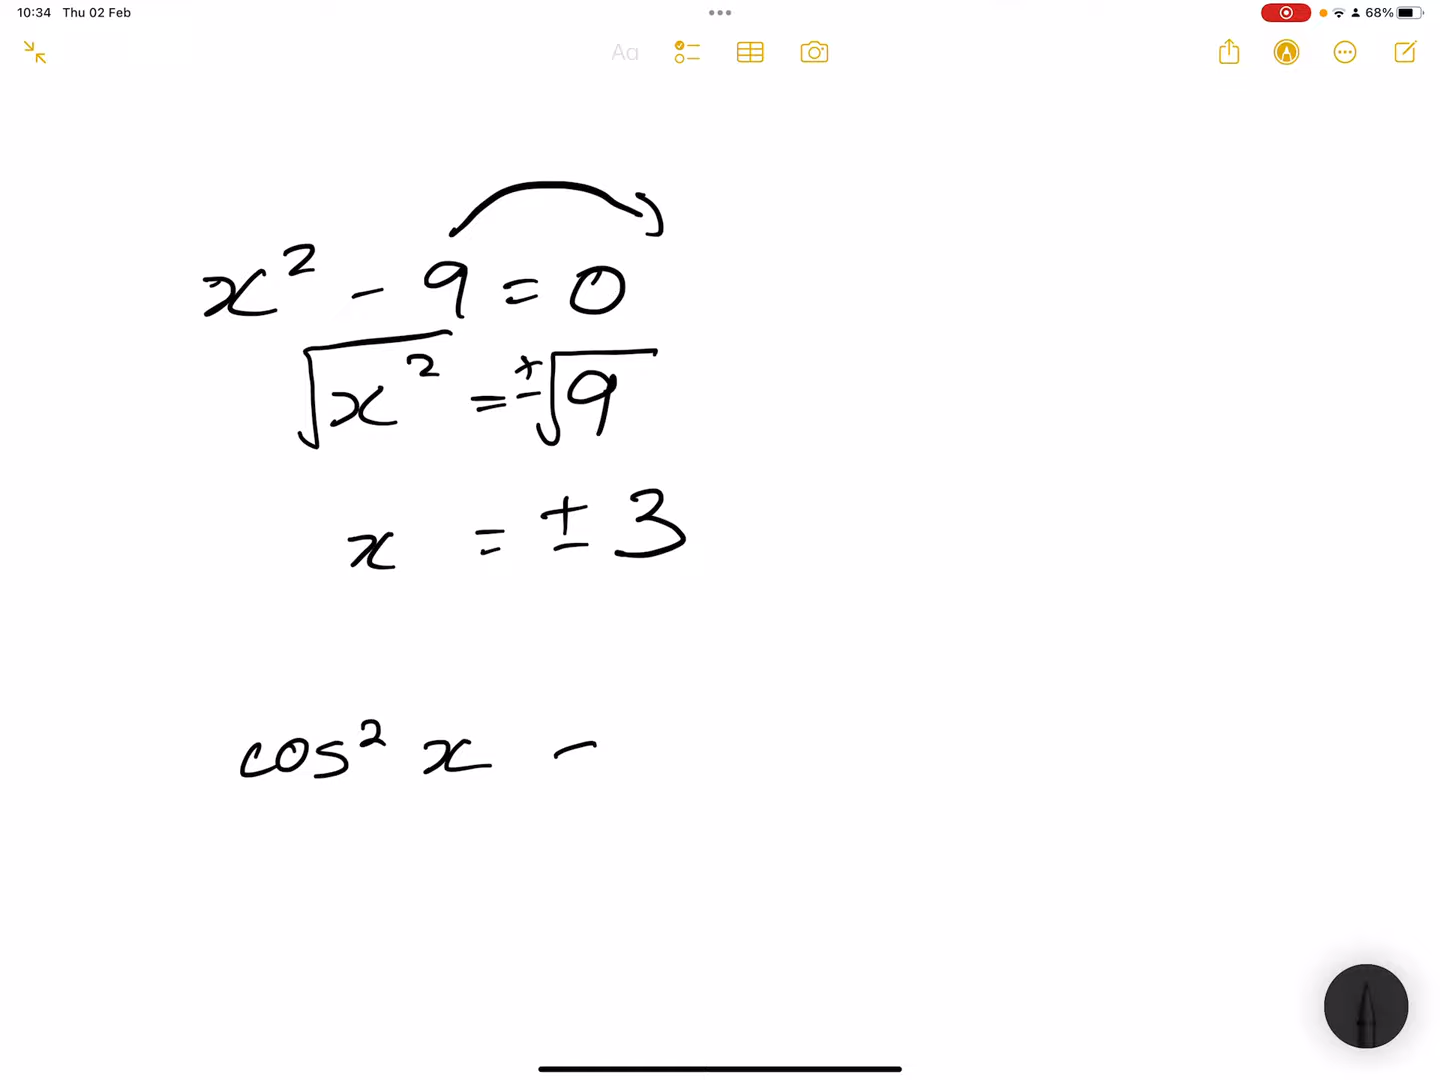 10:34 Thu 02 Feb
68%
Aa
x² - 9 = 0
√x² = ±√9
x = ± 3
cos² x -